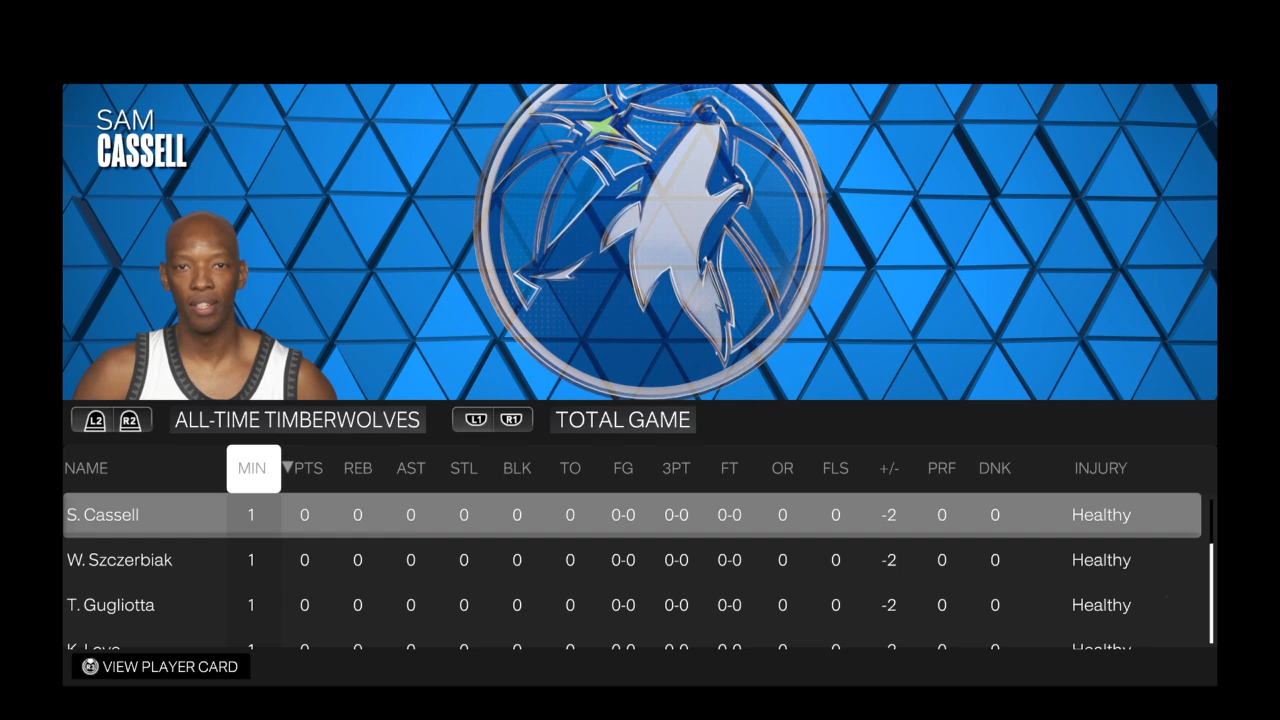 SAM
CASSELL
L2 R2 ALL-TIME TIMBERWOLVES L1 R1 TOTAL GAME
NAME MIN ▼PTS REB AST STL BLK TO FG 3PT FT OR FLS +/- PRF DNK INJURY
S. Cassell 1 0 0 0 0 0 0 0-0 0-0 0-0 0 0 -2 0 0 Healthy
W. Szczerbiak 1 0 0 0 0 0 0 0-0 0-0 0-0 0 0 -2 0 0 Healthy
T. Gugliotta 1 0 0 0 0 0 0 0-0 0-0 0-0 0 0 -2 0 0 Healthy
R3 VIEW PLAYER CARD